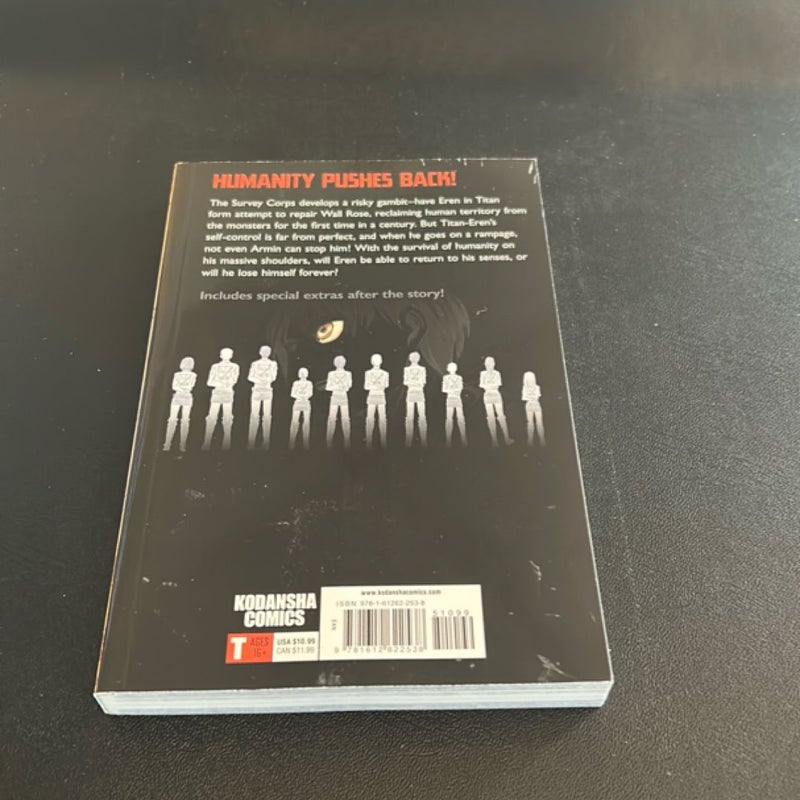 HUMANITY PUSHES BACK!
The Survey Corps develops a risky gambit—have Eren in Titan
form attempt to repair Wall Rose, reclaiming human territory from
the monsters for the first time in a century. But Titan-Eren's
self-control is far from perfect, and when he goes on a rampage,
not even Armin can stop him! With the survival of humanity on
his massive shoulders, will Eren be able to return to his senses, or
will he lose himself forever?
Includes special extras after the story!
KODANSHA
COMICS
T AGES
16+
USA $10.99
CAN $11.99
www.kodanshacomics.com
ISBN 978-1-61262-253-8
51099
9 781612 622538